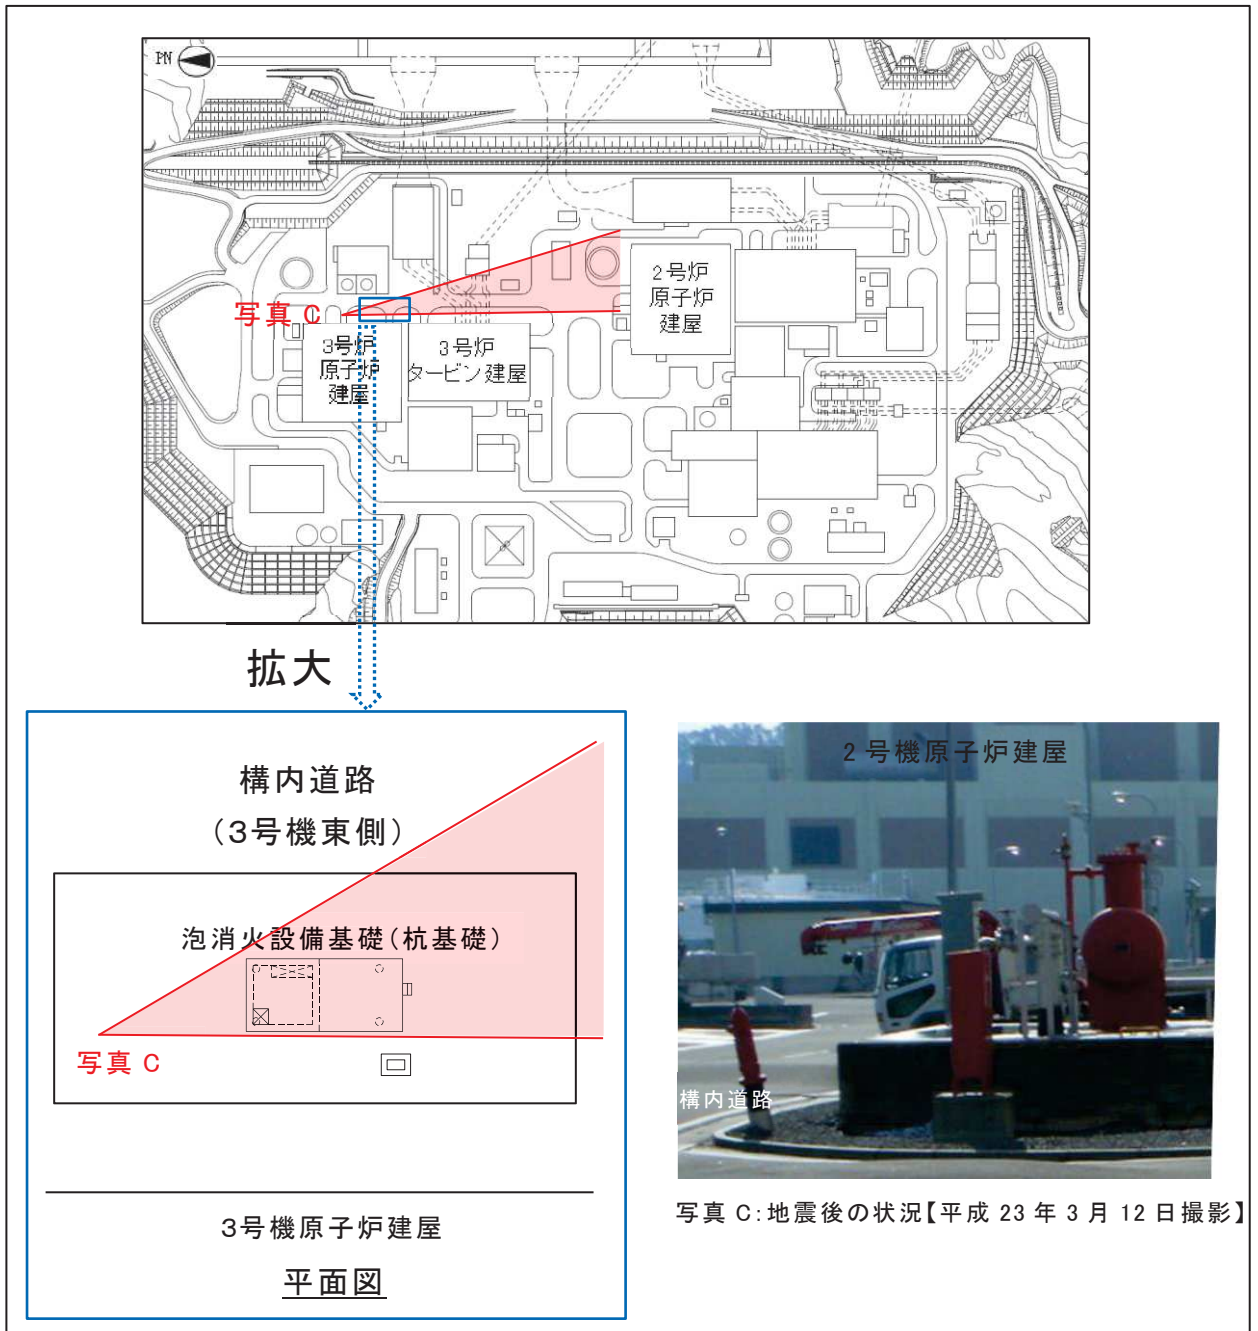 PN
写真 C
2号炉
原子炉
建屋
3号炉
原子炉
建屋
3号炉
タービン建屋
拡大
構内道路
（3号機東側）
泡消火設備基礎(杭基礎)
写真 C
3号機原子炉建屋
平面図
2号機原子炉建屋
構内道路
写真 C:地震後の状況【平成 23 年 3 月 12 日撮影】